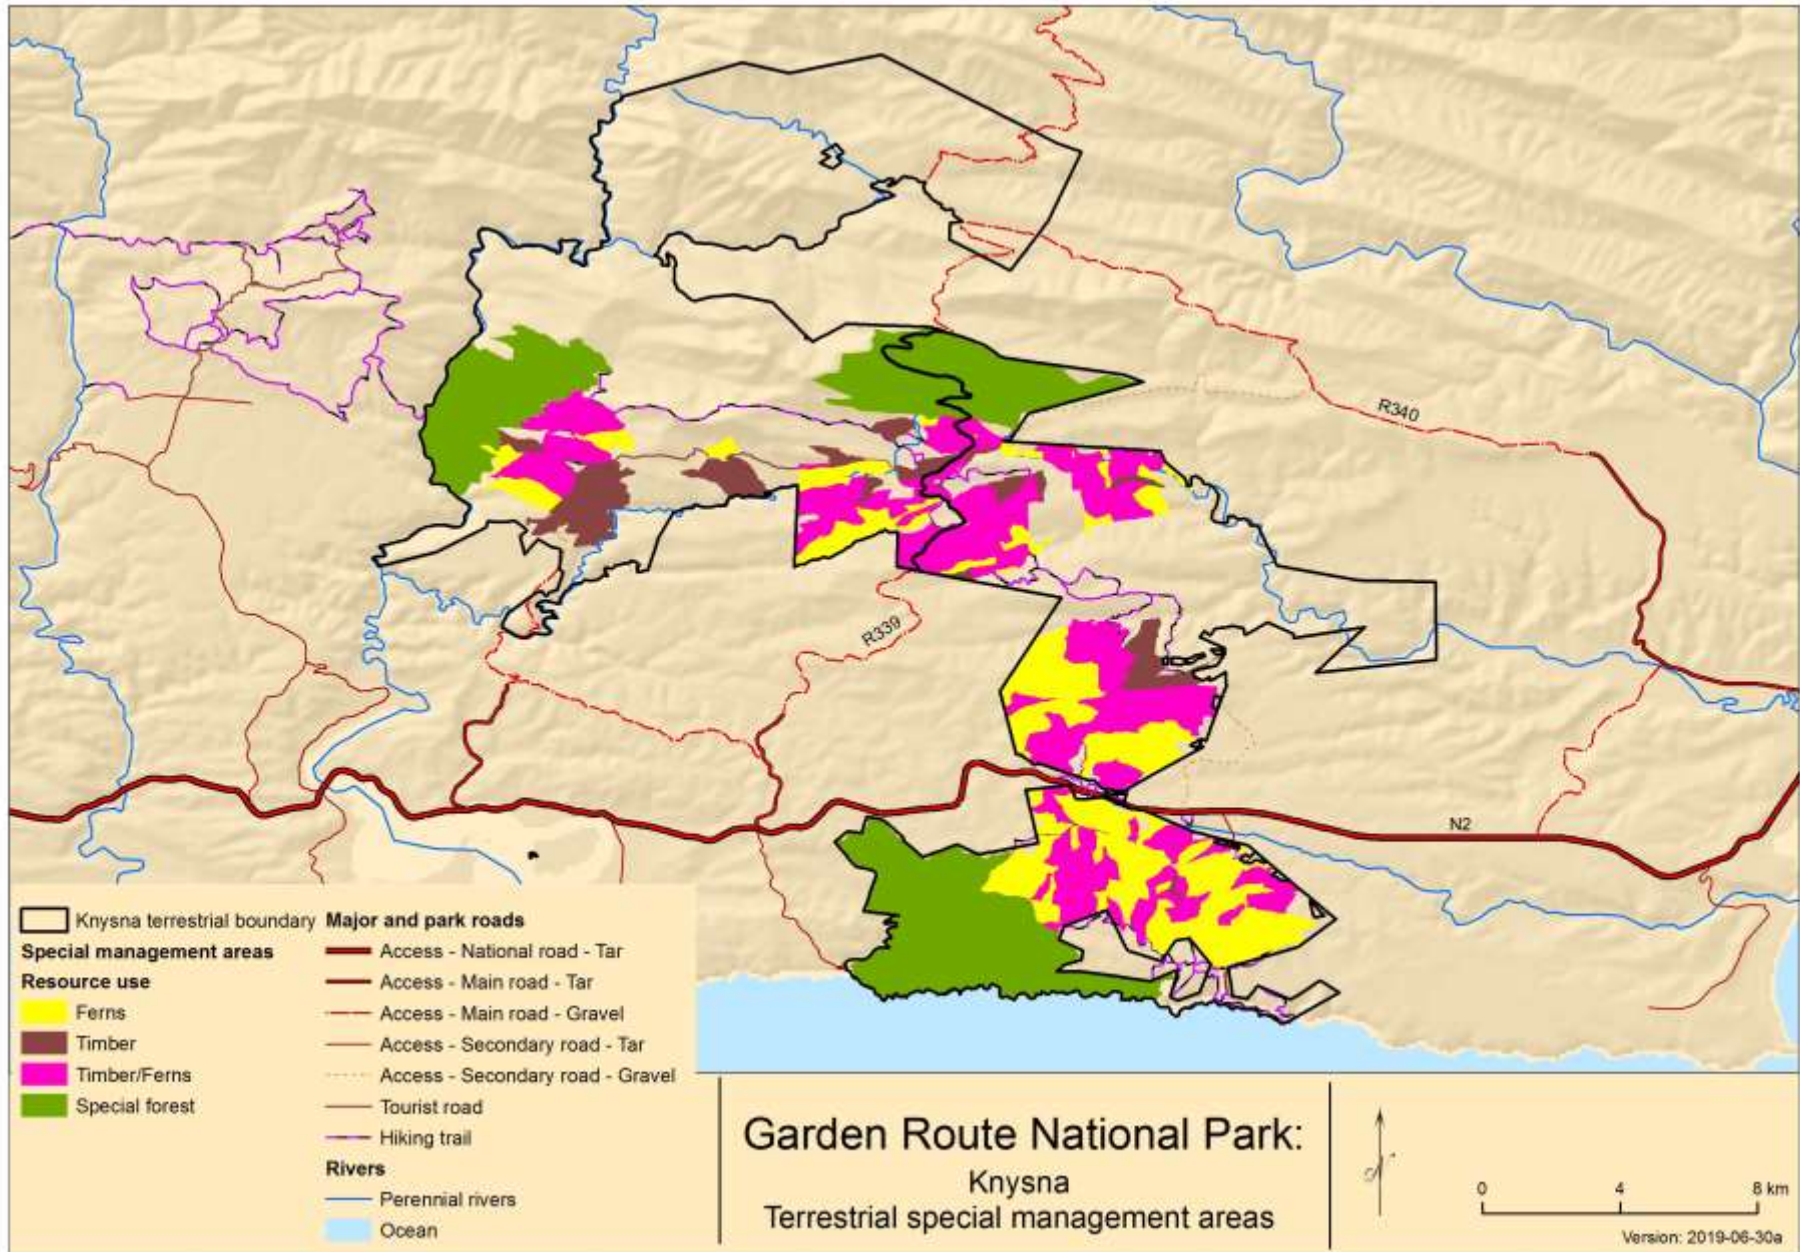 R340
R339
N2
Knysna terrestrial boundary
Special management areas
Resource use
Ferns
Timber
Timber/Ferns
Special forest
Major and park roads
Access - National road - Tar
Access - Main road - Tar
Access - Main road - Gravel
Access - Secondary road - Tar
Access - Secondary road - Gravel
Tourist road
Hiking trail
Rivers
Perennial rivers
Ocean
Garden Route National Park:
Knysna
Terrestrial special management areas
N
0 4 8 km
Version: 2019-06-30a